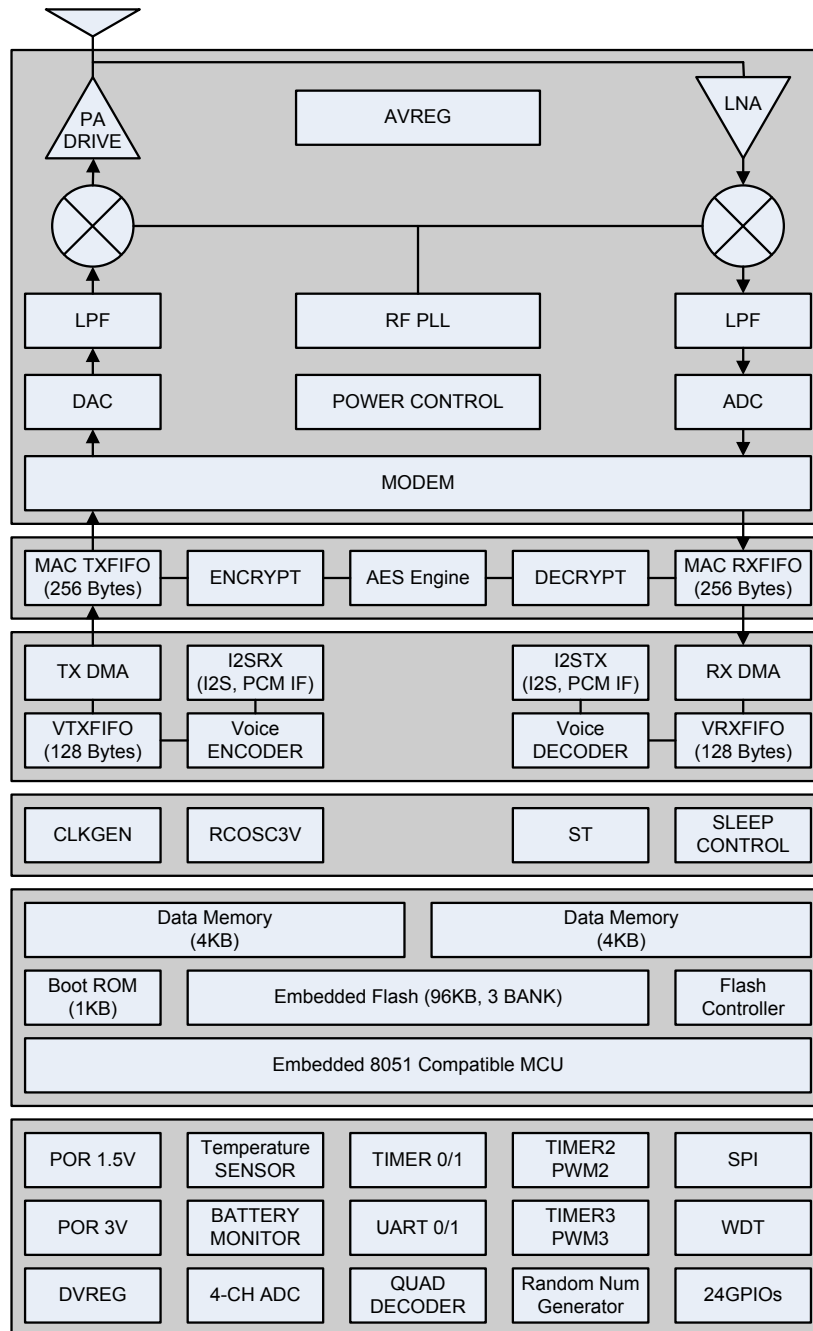 PA
DRIVE
AVREG
LNA
LPF
RF PLL
LPF
DAC
POWER CONTROL
ADC
MODEM
MAC TXFIFO
(256 Bytes)
ENCRYPT
AES Engine
DECRYPT
MAC RXFIFO
(256 Bytes)
TX DMA
I2SRX
(I2S, PCM IF)
I2STX
(I2S, PCM IF)
RX DMA
VTXFIFO
(128 Bytes)
Voice
ENCODER
Voice
DECODER
VRXFIFO
(128 Bytes)
CLKGEN
RCOSC3V
ST
SLEEP
CONTROL
Data Memory
(4KB)
Data Memory
(4KB)
Boot ROM
(1KB)
Embedded Flash (96KB, 3 BANK)
Flash
Controller
Embedded 8051 Compatible MCU
POR 1.5V
Temperature
SENSOR
TIMER 0/1
TIMER2
PWM2
SPI
POR 3V
BATTERY
MONITOR
UART 0/1
TIMER3
PWM3
WDT
DVREG
4-CH ADC
QUAD
DECODER
Random Num
Generator
24GPIOs